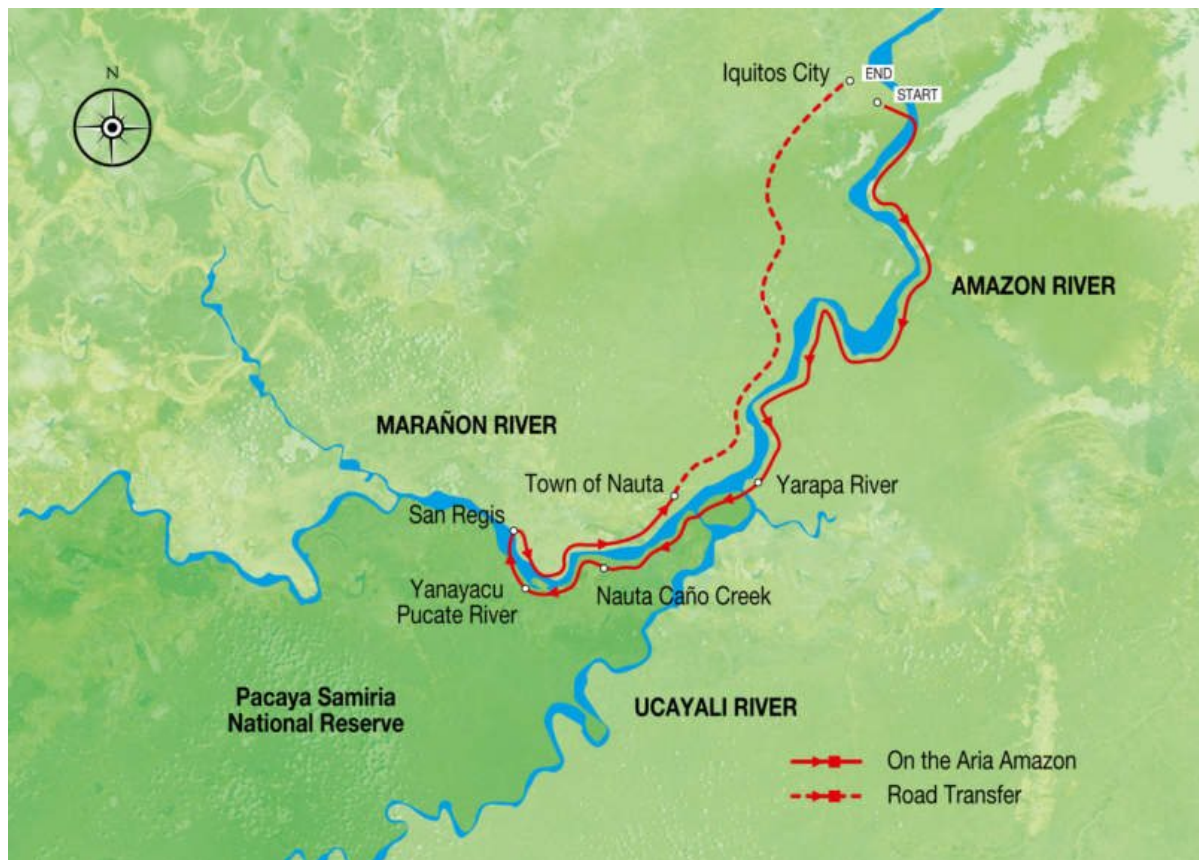 N
Iquitos City
END
START
AMAZON RIVER
MARAÑON RIVER
Town of Nauta
Yarapa River
San Regis
Yanayacu
Pucate River
Nauta Caño Creek
Pacaya Samiria
National Reserve
UCAYALI RIVER
On the Aria Amazon
Road Transfer